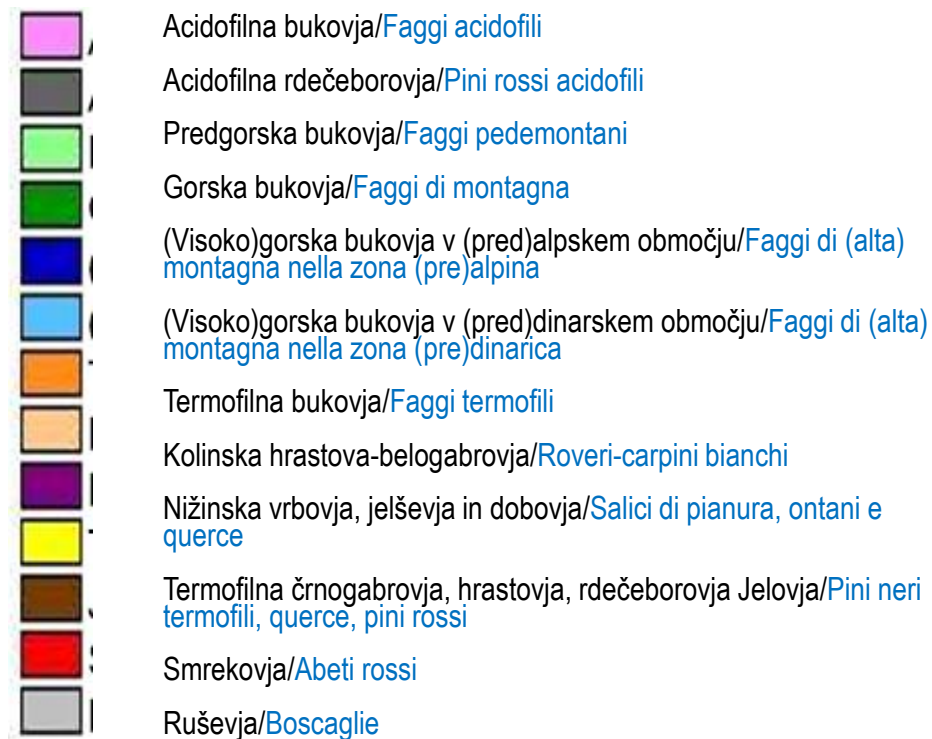 Acidofilna bukovja/Faggi acidofili
Acidofilna rdečeborovja/Pini rossi acidofili
Predgorska bukovja/Faggi pedemontani
Gorska bukovja/Faggi di montagna
(Visoko)gorska bukovja v (pred)alpskem območju/Faggi di (alta)
montagna nella zona (pre)alpina
(Visoko)gorska bukovja v (pred)dinarskem območju/Faggi di (alta)
montagna nella zona (pre)dinarica
Termofilna bukovja/Faggi termofili
Kolinska hrastova-belogabrovja/Roveri-carpini bianchi
Nižinska vrbovja, jelševja in dobovja/Salici di pianura, ontani e
querce
Termofilna črnogabrovja, hrastovja, rdečeborovja Jelovja/Pini neri
termofili, querce, pini rossi
Smrekovja/Abeti rossi
Ruševja/Boscaglie